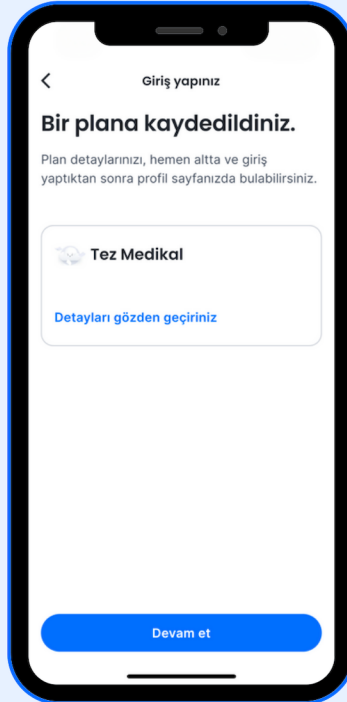 Giriş yapınız
Bir plana kaydedildiniz.
Plan detaylarınızı, hemen altta ve giriş
yaptıktan sonra profil sayfanızda bulabilirsiniz.
Tez Medikal
Detayları gözden geçiriniz
Devam et